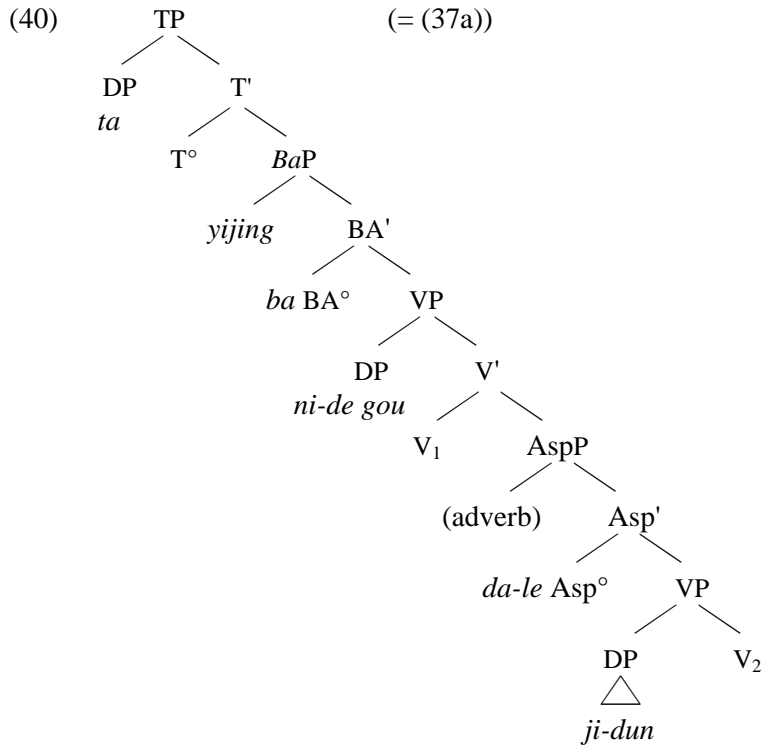 (40) TP (= (37a))
DP T'
ta
T° BaP
yijing BA'
ba BA° VP
DP V'
ni-de gou
V₁ AspP
(adverb) Asp'
da-le Asp° VP
DP V₂
ji-dun